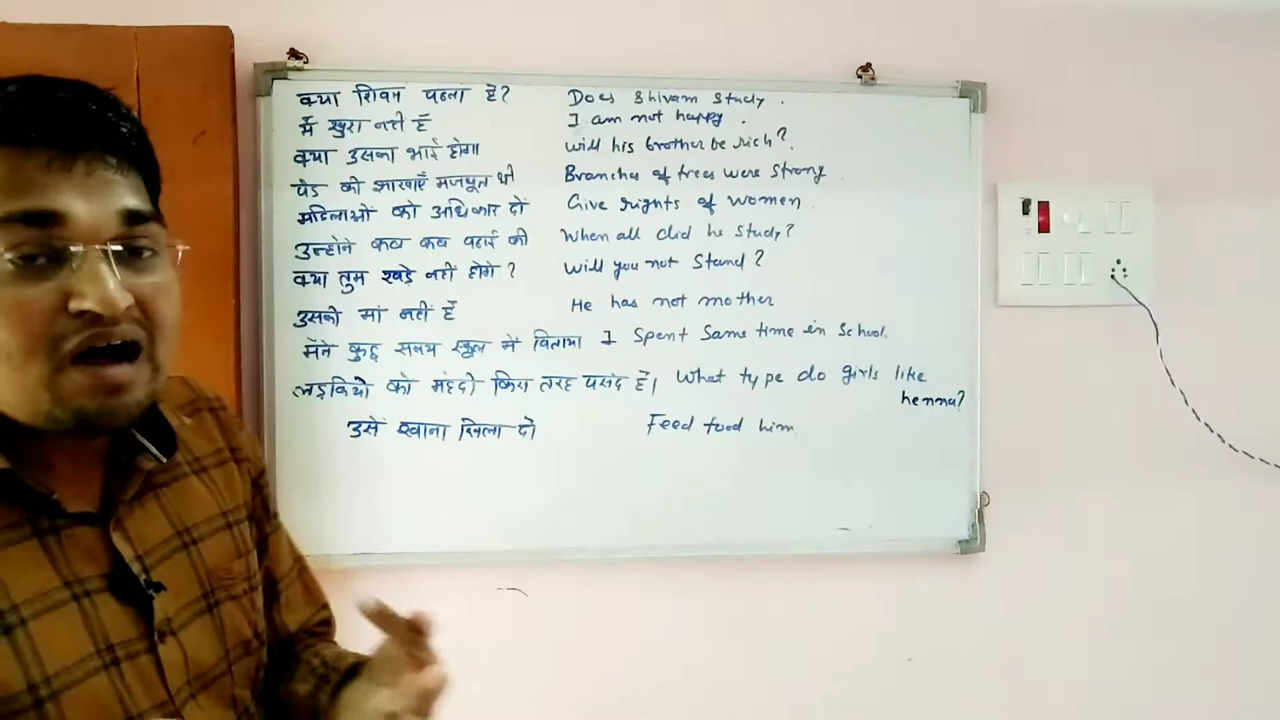 क्या शिवम पढता हैं? Does Shivam Study.
मैं खुश नहीं हूँ I am not happy.
क्या उसका भाई होगा will his brother be rich?
पेड की शाखाएँ मजबूत थी Branches of trees were strong
महिलाओं को अधिकार दो Give rights of women.
उन्होंने कब कब पढाई की When all did he study?
क्या तुम खड़े नहीं होगे? Will you not Stand?
उसकी मां नहीं हैं He has not mother
मैंने कुछ समय स्कूल में बिताया I Spent Same time in School.
लड़कियों को मेंहदी किस तरह पसंद हैं। What type do girls like
henna?
उसे खाना खिला दो Feed food him.